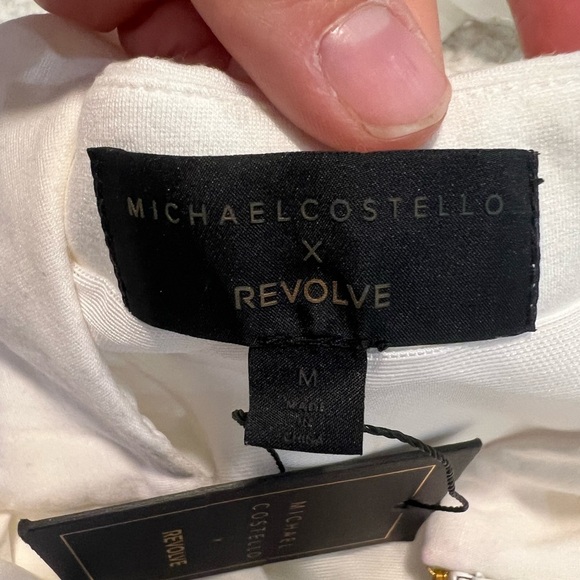 MICHAELCOSTELLO
X
REVOLVE
M
MADE
IN
CHINA
MICHAEL
COSTELLO
x
REVOLVE